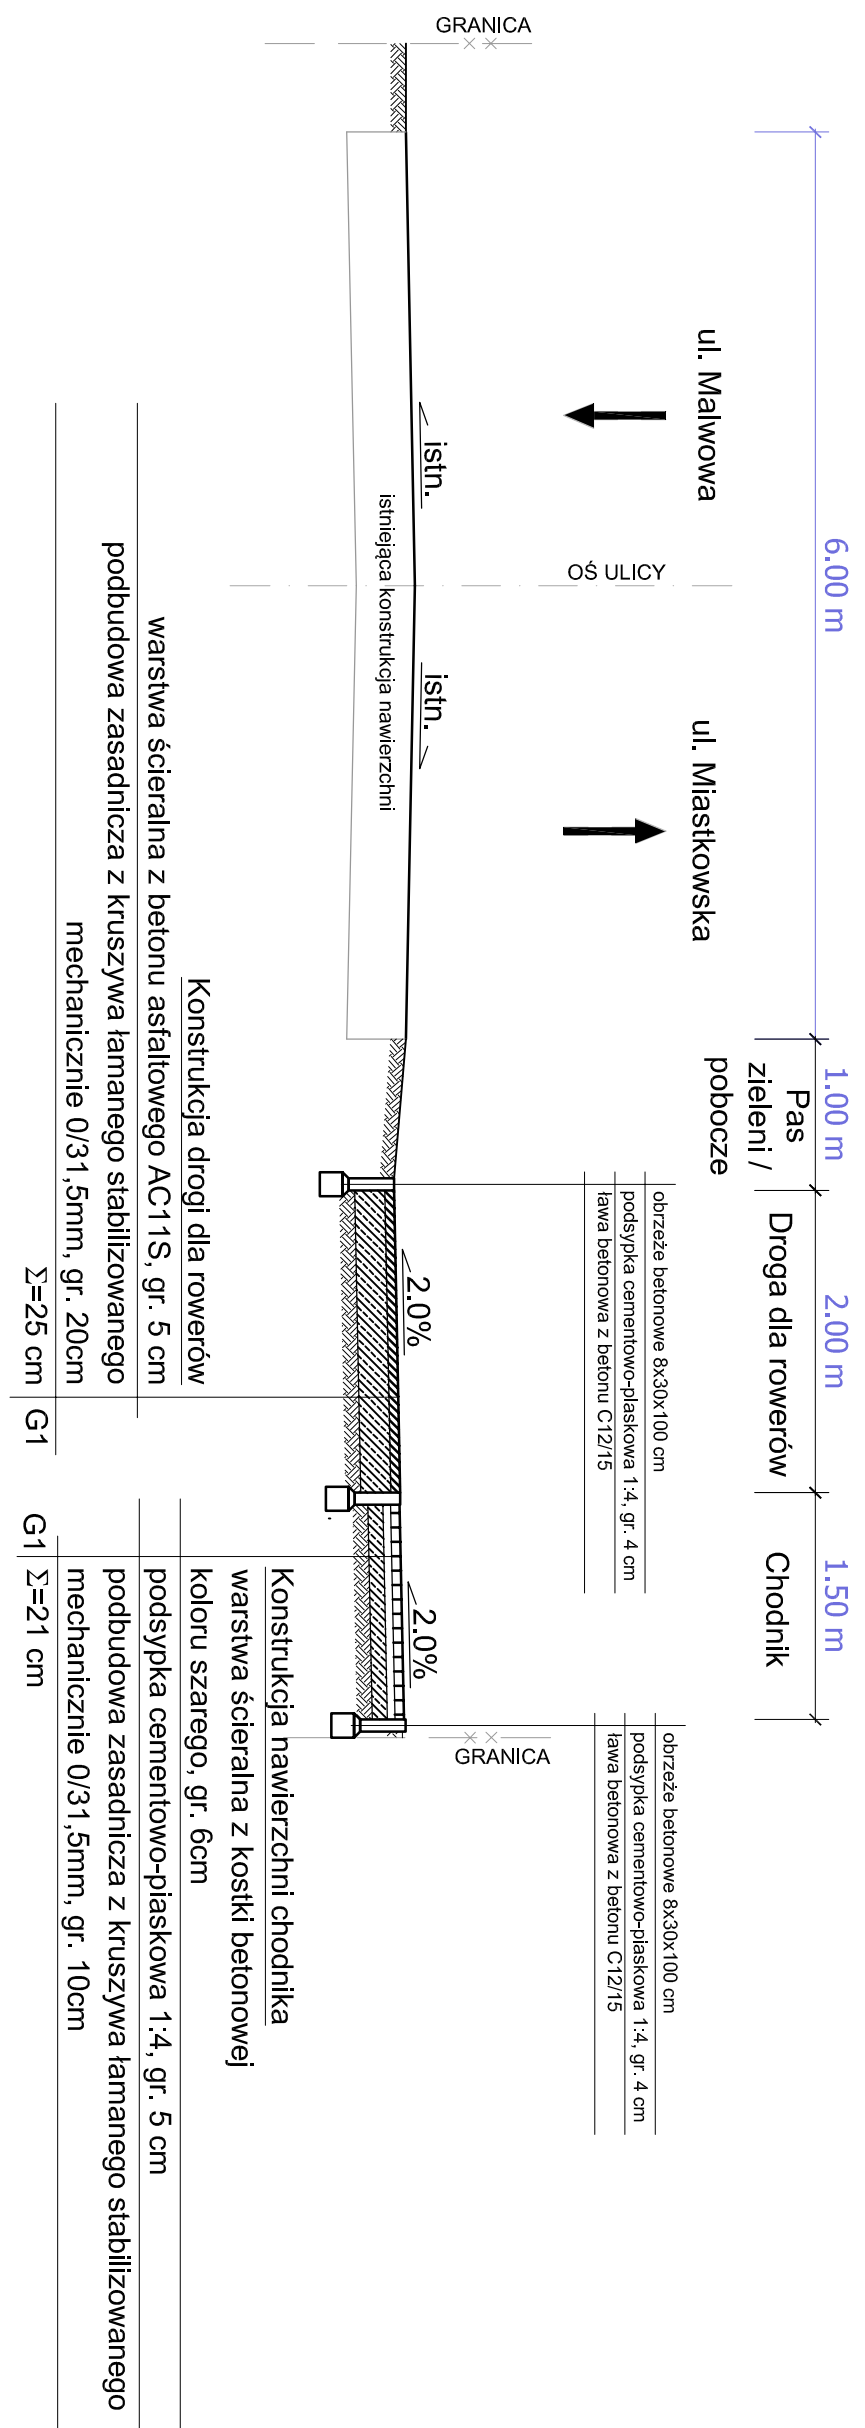 GRANICA
6.00 m
1.00 m
2.00 m
1.50 m
ul. Malwowa
ul. Miastkowska
Pas
zieleni /
pobocze
Droga dla rowerów
Chodnik
OŚ ULICY
obrzeże betonowe 8x30x100 cm
podsypka cementowo-piaskowa 1:4, gr. 4 cm
ława betonowa z betonu C12/15
obrzeże betonowe 8x30x100 cm
podsypka cementowo-piaskowa 1:4, gr. 4 cm
ława betonowa z betonu C12/15
GRANICA
istn.
istn.
2.0%
2.0%
istniejąca konstrukcja nawierzchni
Konstrukcja drogi dla rowerów
warstwa ścieralna z betonu asfaltowego AC11S, gr. 5 cm
podbudowa zasadnicza z kruszywa łamanego stabilizowanego
mechanicznie 0/31,5mm, gr. 20cm
Σ=25 cm
G1
Konstrukcja nawierzchni chodnika
warstwa ścieralna z kostki betonowej
koloru szarego, gr. 6cm
podsypka cementowo-piaskowa 1:4, gr. 5 cm
podbudowa zasadnicza z kruszywa łamanego stabilizowanego
mechanicznie 0/31,5mm, gr. 10cm
G1
Σ=21 cm